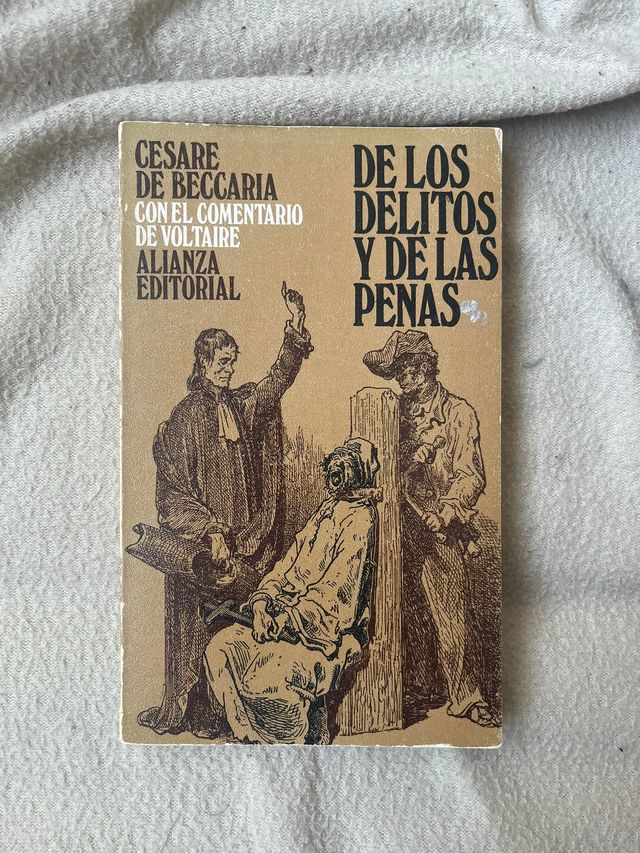 CESARE
DE BECCARIA
CON EL COMENTARIO
DE VOLTAIRE
ALIANZA
EDITORIAL
DE LOS
DELITOS
Y DE LAS
PENAS